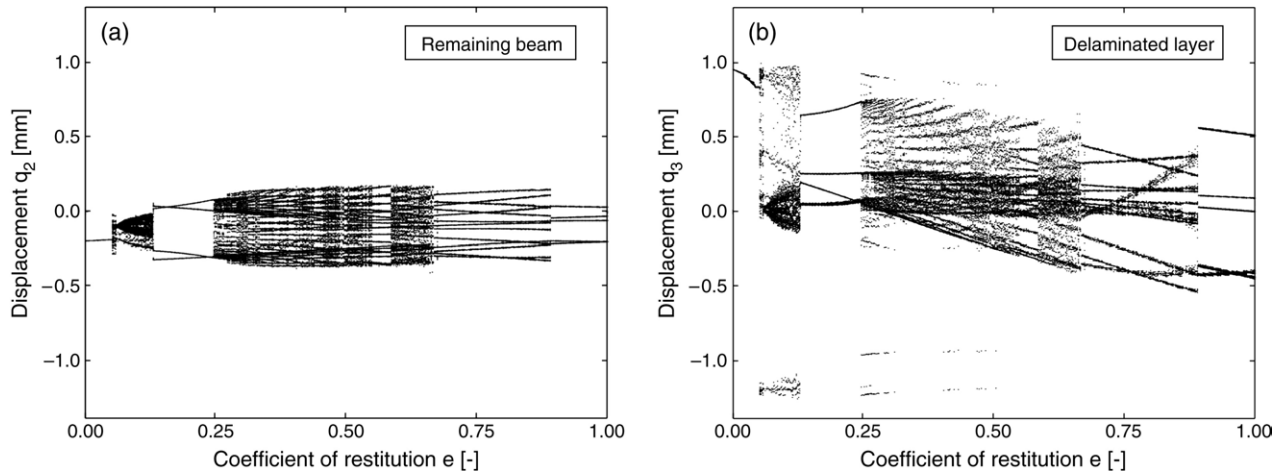 (a)
Remaining beam
1.0
0.5
0.0
−0.5
−1.0
Displacement q2 [mm]
0.00
0.25
0.50
0.75
1.00
Coefficient of restitution e [-]
(b)
Delaminated layer
1.0
0.5
0.0
−0.5
−1.0
Displacement q3 [mm]
0.00
0.25
0.50
0.75
1.00
Coefficient of restitution e [-]